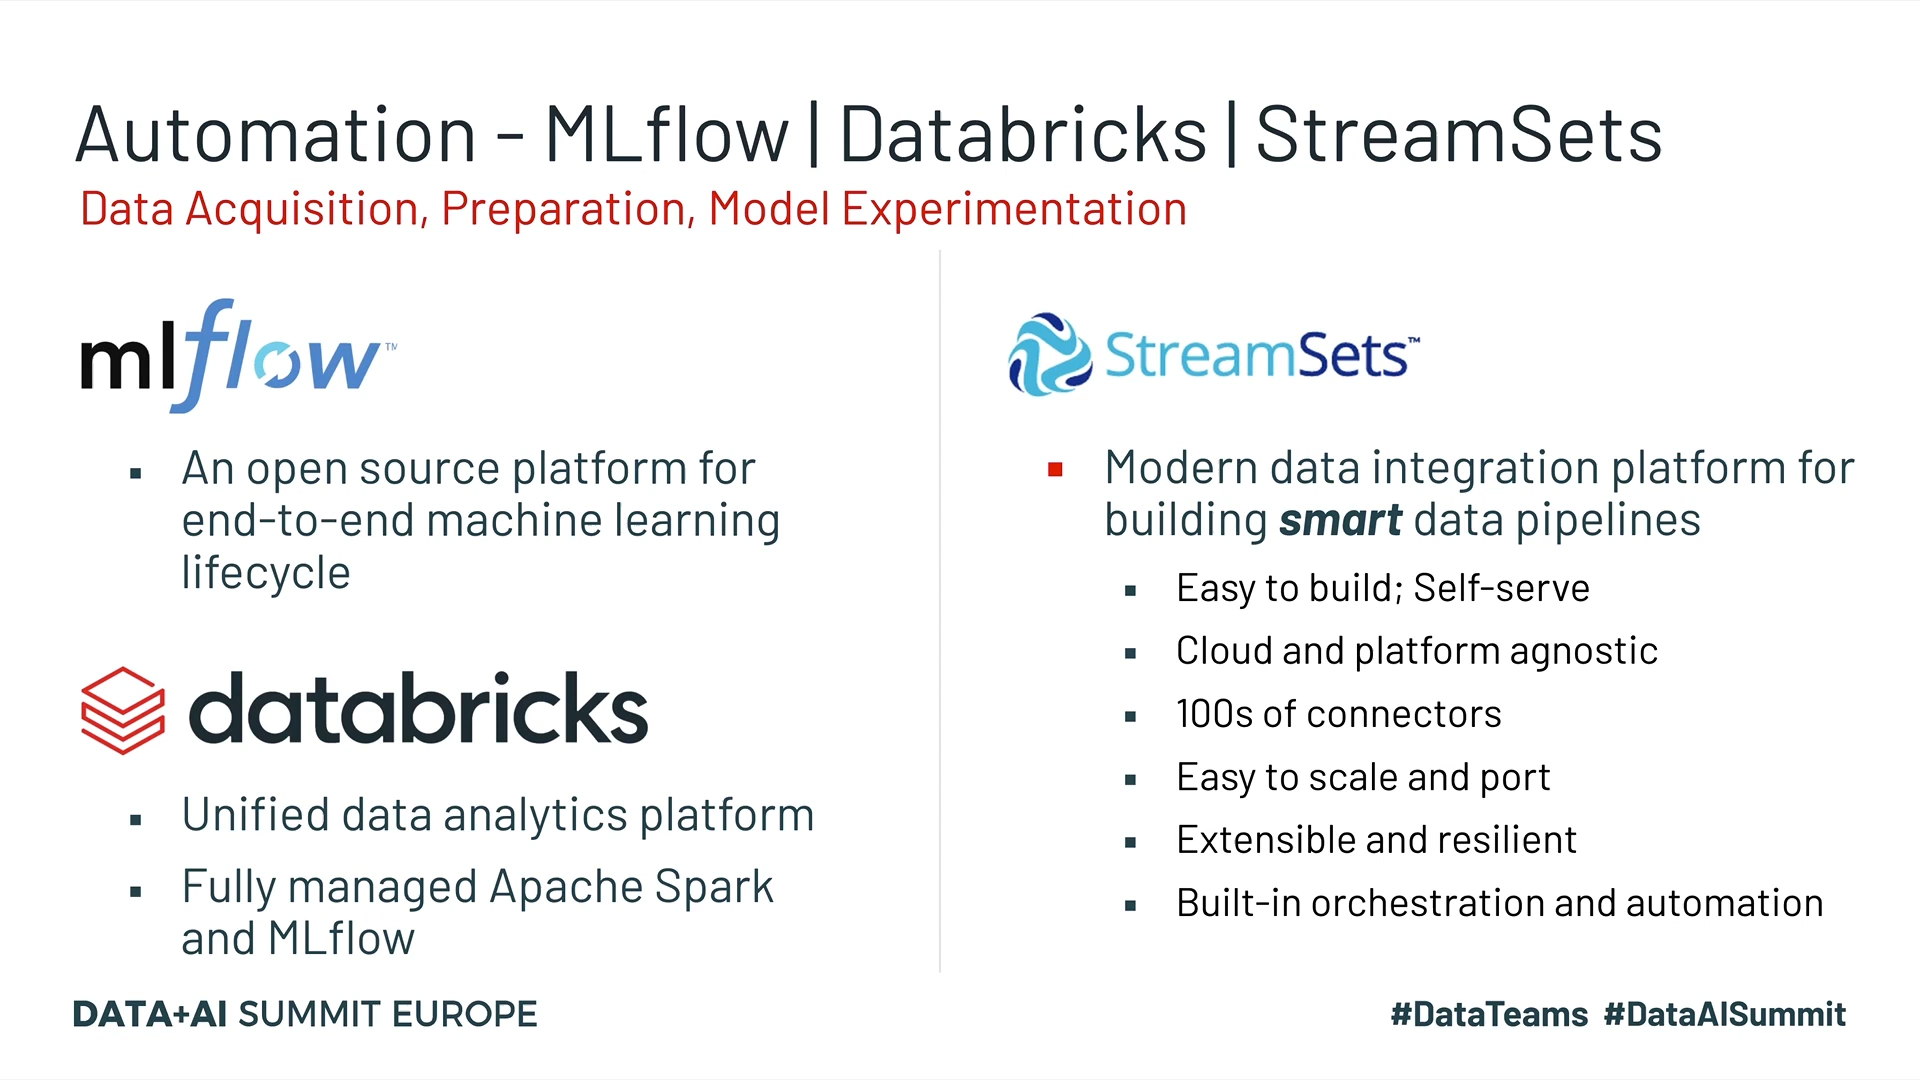 Automation - MLflow | Databricks | StreamSets
Data Acquisition, Preparation, Model Experimentation
mlflow™
An open source platform for
end-to-end machine learning
lifecycle
databricks
Unified data analytics platform
Fully managed Apache Spark
and MLflow
StreamSets™
Modern data integration platform for
building smart data pipelines
Easy to build; Self-serve
Cloud and platform agnostic
100s of connectors
Easy to scale and port
Extensible and resilient
Built-in orchestration and automation
DATA+AI SUMMIT EUROPE
#DataTeams #DataAISummit